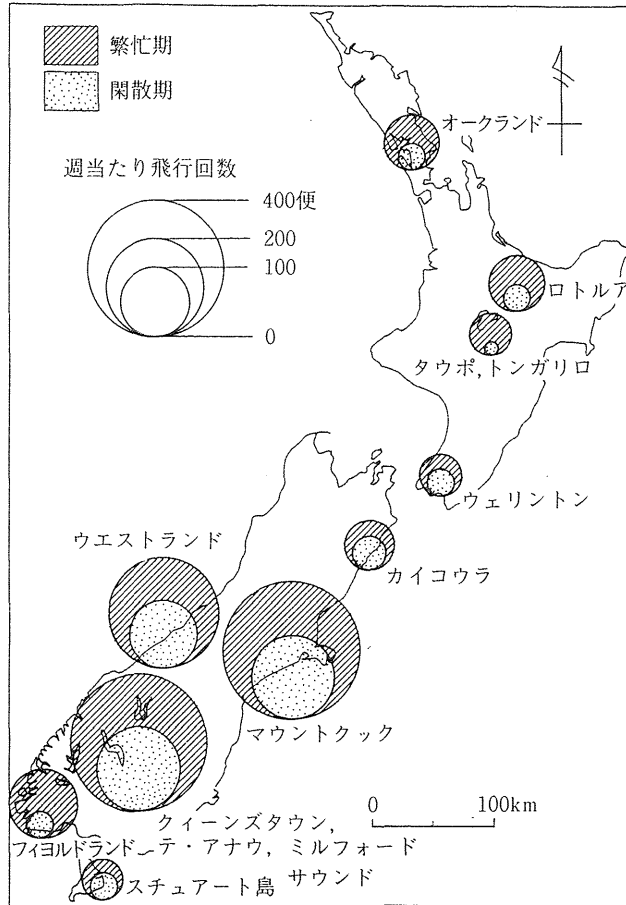 繁忙期
閑散期
週当たり飛行回数
400便
200
100
0
オークランド
ロトルア
タウポ,トンガリロ
ウェリントン
カイコウラ
ウエストランド
マウントクック
0 100km
クィーンズタウン,
テ・アナウ, ミルフォード
サウンド
フィヨルドランド
スチュアート島